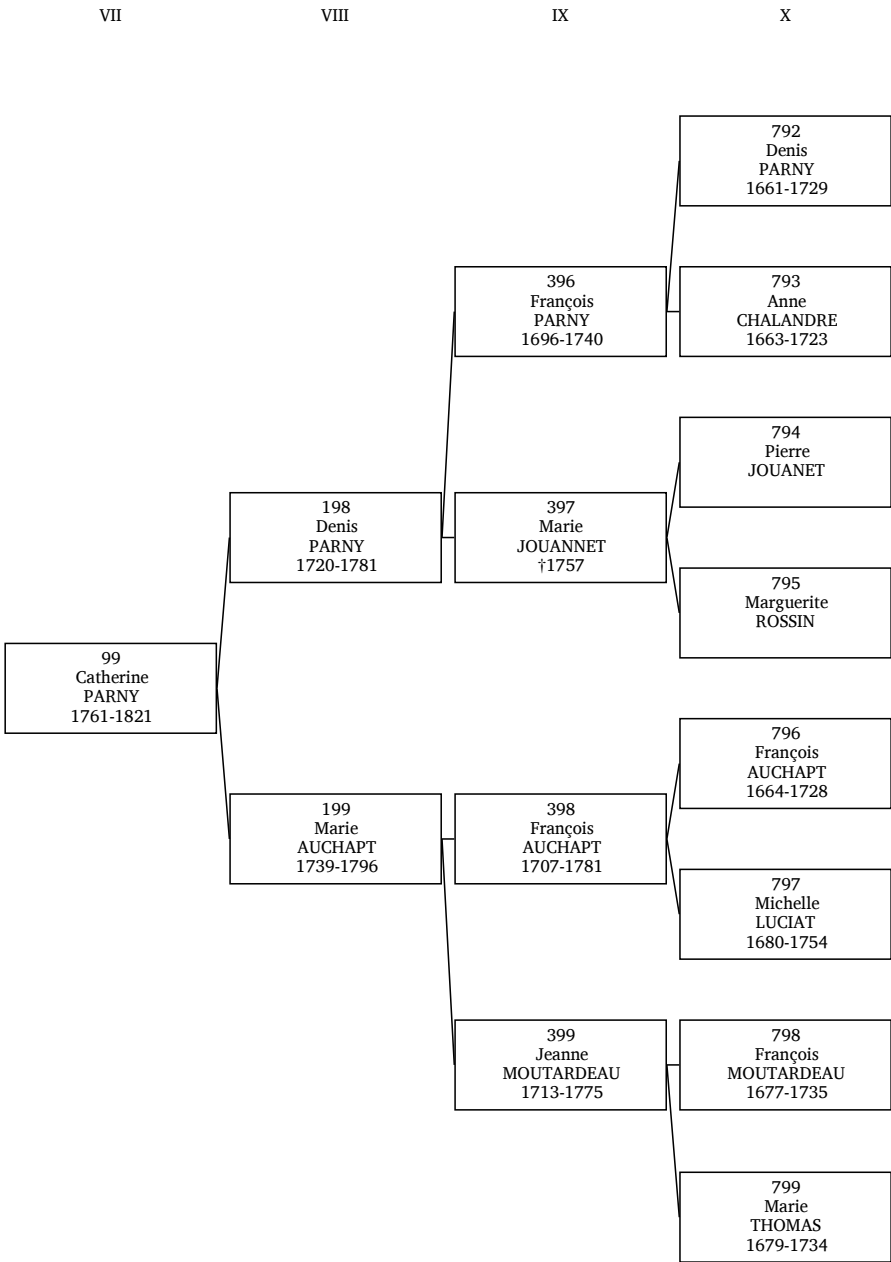 VII VIII IX X
792
Denis
PARNY
1661-1729
396
François
PARNY
1696-1740
793
Anne
CHALANDRE
1663-1723
794
Pierre
JOUANET
198
Denis
PARNY
1720-1781
397
Marie
JOUANNET
†1757
795
Marguerite
ROSSIN
99
Catherine
PARNY
1761-1821
796
François
AUCHAPT
1664-1728
199
Marie
AUCHAPT
1739-1796
398
François
AUCHAPT
1707-1781
797
Michelle
LUCIAT
1680-1754
399
Jeanne
MOUTARDEAU
1713-1775
798
François
MOUTARDEAU
1677-1735
799
Marie
THOMAS
1679-1734